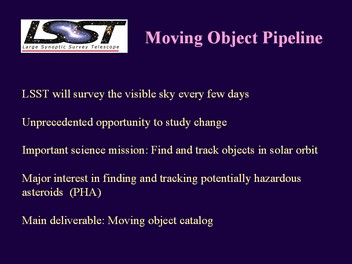 LSST
Large Synoptic Survey Telescope
Moving Object Pipeline
LSST will survey the visible sky every few days
Unprecedented opportunity to study change
Important science mission: Find and track objects in solar orbit
Major interest in finding and tracking potentially hazardous
asteroids (PHA)
Main deliverable: Moving object catalog